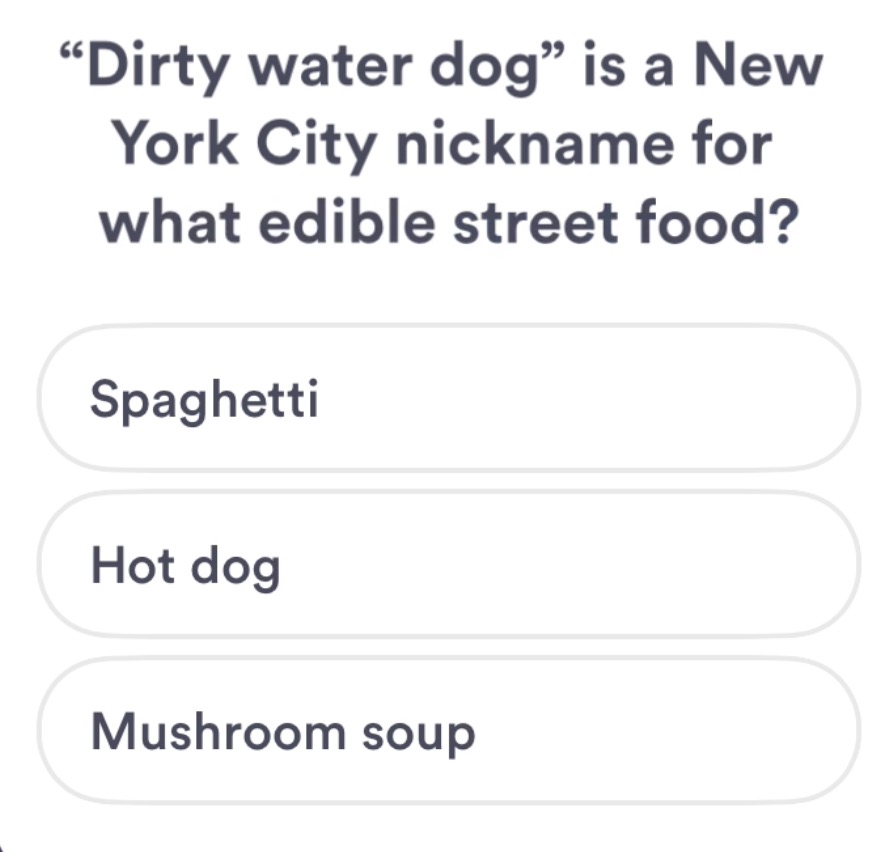 “Dirty water dog” is a New
York City nickname for
what edible street food?
Spaghetti
Hot dog
Mushroom soup